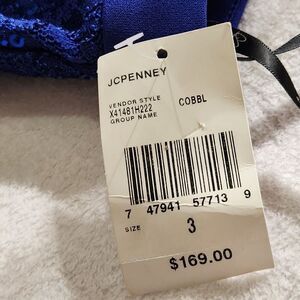 JCPENNEY
VENDOR STYLE COBBL
X41481H222
GROUP NAME
7 47941 57713 9
SIZE 3
$169.00